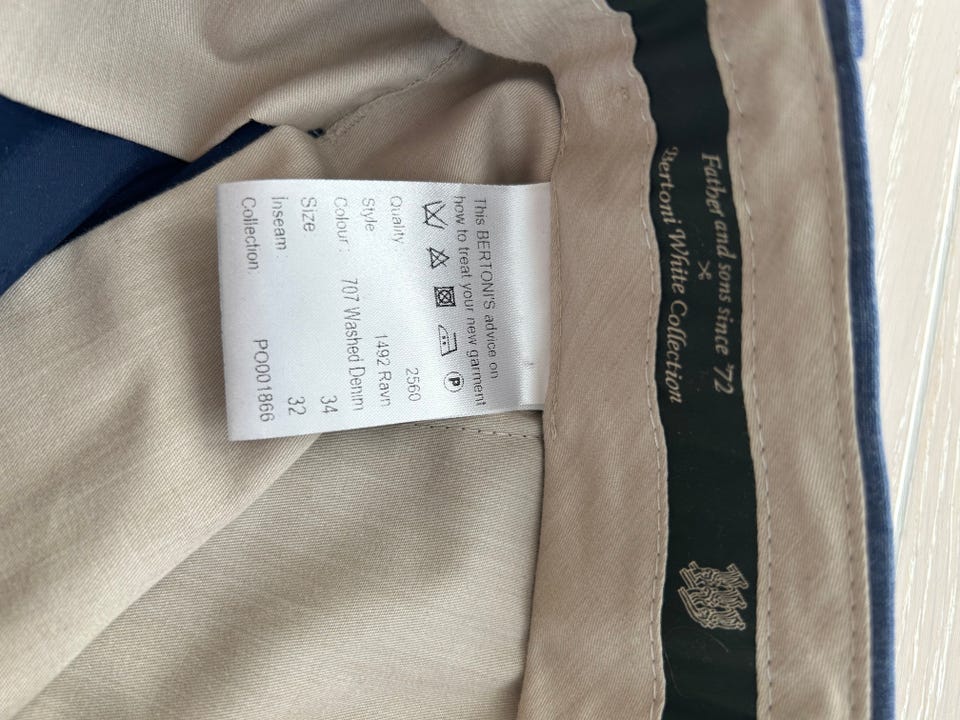 This BERTONI'S advice on
how to treat your new garment
P
Quality 2560
Style 1492 Ravn
Colour : 707 Washed Denim
Size 34
Inseam : 32
Collection: PO001866
Father and sons since '72
Bertoni White Collection